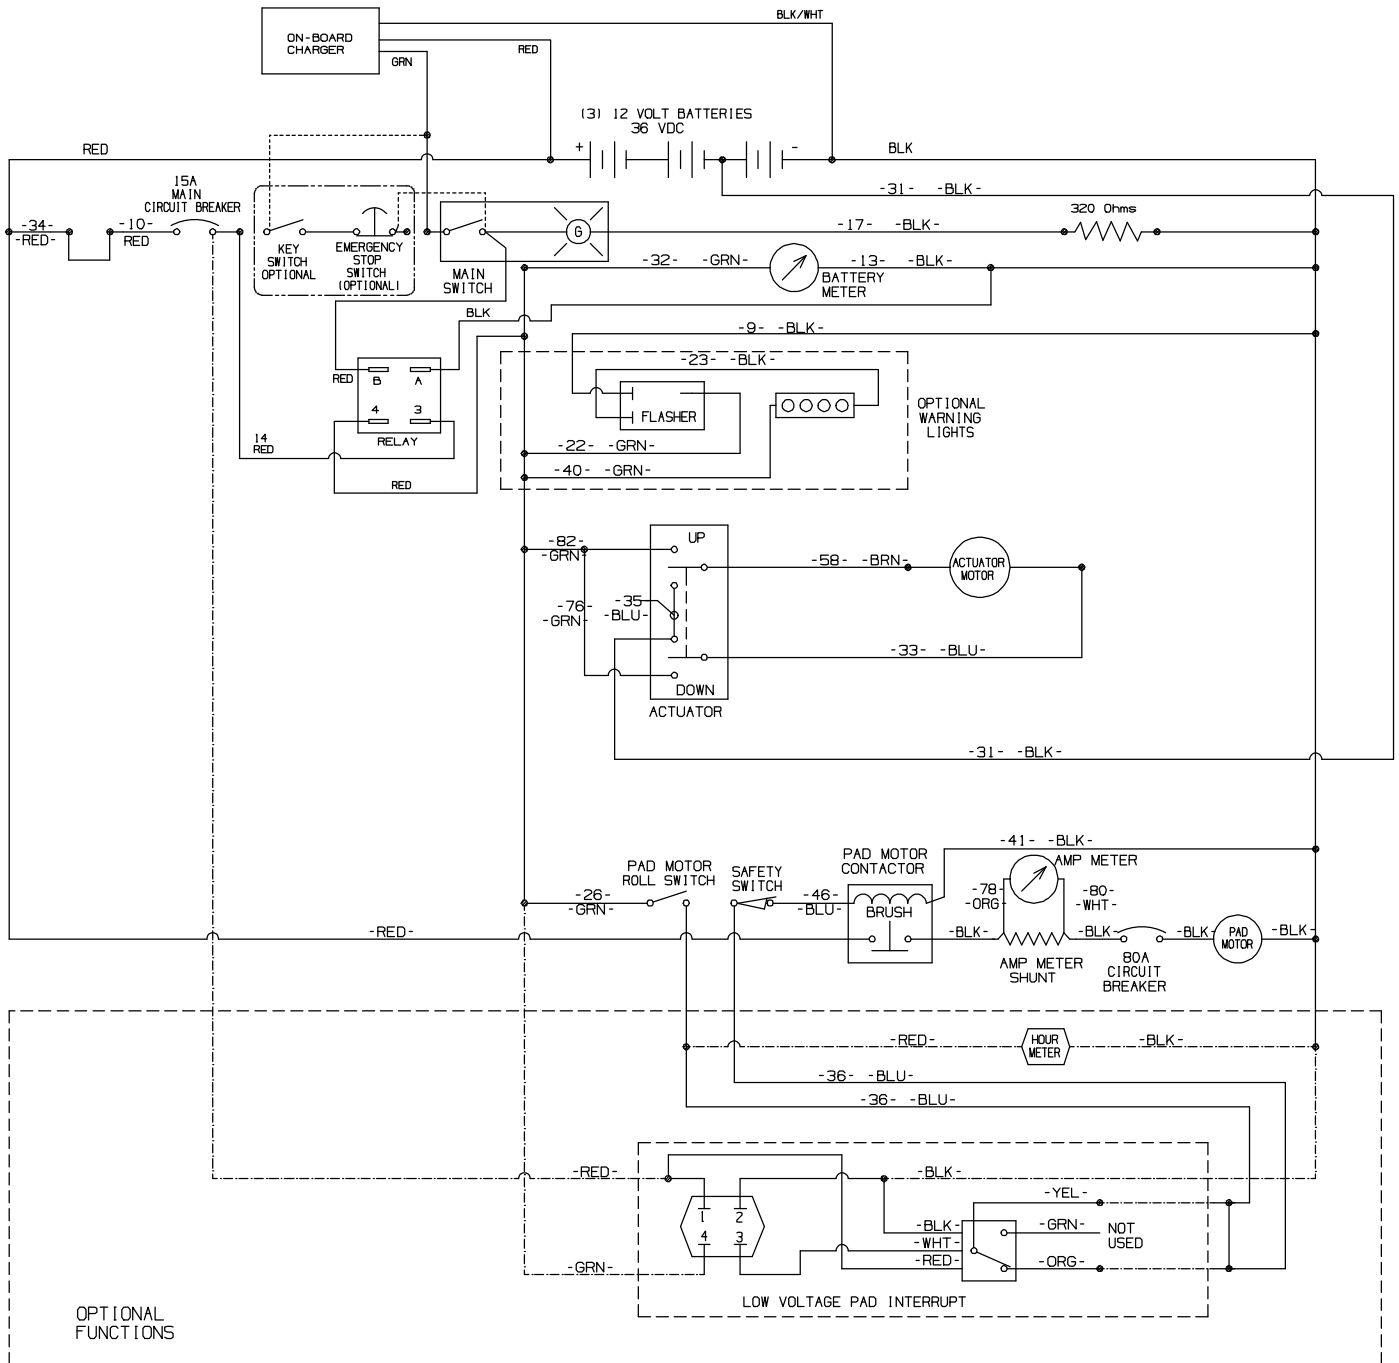 BLK/WHT
ON-BOARD
CHARGER
RED
GRN
(3) 12 VOLT BATTERIES
36 VDC
+
-
RED
BLK
15A
MAIN
CIRCUIT BREAKER
-31- -BLK-
-34-
-RED-
-10-
RED
KEY
SWITCH
OPTIONAL
EMERGENCY
STOP
SWITCH
(OPTIONAL)
G
MAIN
SWITCH
-17- -BLK-
320 Ohms
-32- -GRN-
-13- -BLK-
BATTERY
METER
BLK
-9- -BLK-
-23- -BLK-
RED
B A
4 3
RELAY
FLASHER
OPTIONAL
WARNING
LIGHTS
14
RED
-22- -GRN-
-40- -GRN-
RED
UP
-82-
-GRN-
-58- -BRN-
ACTUATOR
MOTOR
-76-
-GRN-
-35-
-BLU-
-33- -BLU-
DOWN
ACTUATOR
-31- -BLK-
-41- -BLK-
PAD MOTOR
ROLL SWITCH
SAFETY
SWITCH
PAD MOTOR
CONTACTOR
AMP METER
-26-
-GRN-
-46-
-BLU-
BRUSH
-78-
-ORG-
-80-
-WHT-
-RED-
-BLK-
-BLK-
-BLK-
PAD
MOTOR
-BLK-
AMP METER
SHUNT
80A
CIRCUIT
BREAKER
-RED-
HOUR
METER
-BLK-
-36- -BLU-
-36- -BLU-
-RED-
-BLK-
-YEL-
1 2
4 3
-BLK-
-GRN-
NOT
USED
-WHT-
-RED-
-ORG-
-GRN-
LOW VOLTAGE PAD INTERRUPT
OPTIONAL
FUNCTIONS